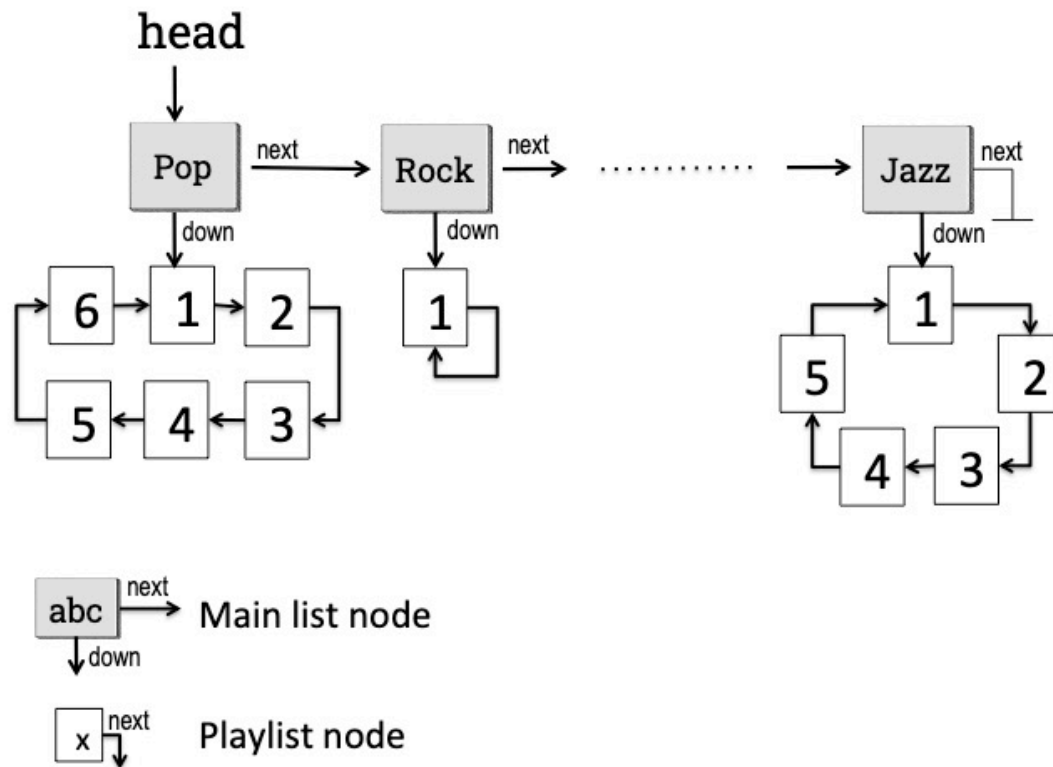 head
Pop next Rock next Jazz next
down down down
6 1 2 1 1
5 2
5 4 3 4 3
abc next Main list node
down
x next Playlist node